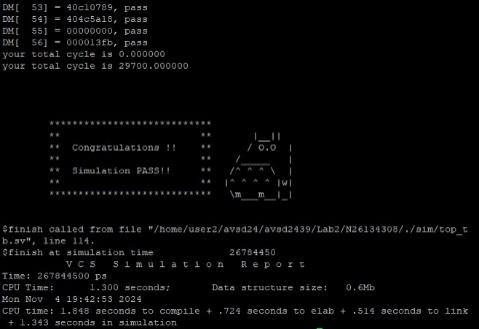 DM[  53] = 40c10789, pass
DM[  54] = 404c5a18, pass
DM[  55] = 00000000, pass
DM[  56] = 000013fb, pass
your total cycle is 0.000000
your total cycle is 29700.000000
****************************
**                        **       |__||
**  Congratulations !!    **      / O.O  |
**                        **    /_____   |
**  Simulation PASS!!     **   /^ ^ ^ \  |
**                        **  |^ ^ ^ ^ |w|
****************************   \m___m__|_|
$finish called from file "/home/user2/avsd24/avsd2439/Lab2/N26134308/./sim/top_t
b.sv", line 114.
$finish at simulation time             26784450
V C S   S i m u l a t i o n   R e p o r t
Time: 267844500 ps
CPU Time:      1.300 seconds;       Data structure size:   0.6Mb
Mon Nov  4 19:42:53 2024
CPU time: 1.848 seconds to compile + .724 seconds to elab + .514 seconds to link
+ 1.343 seconds in simulation